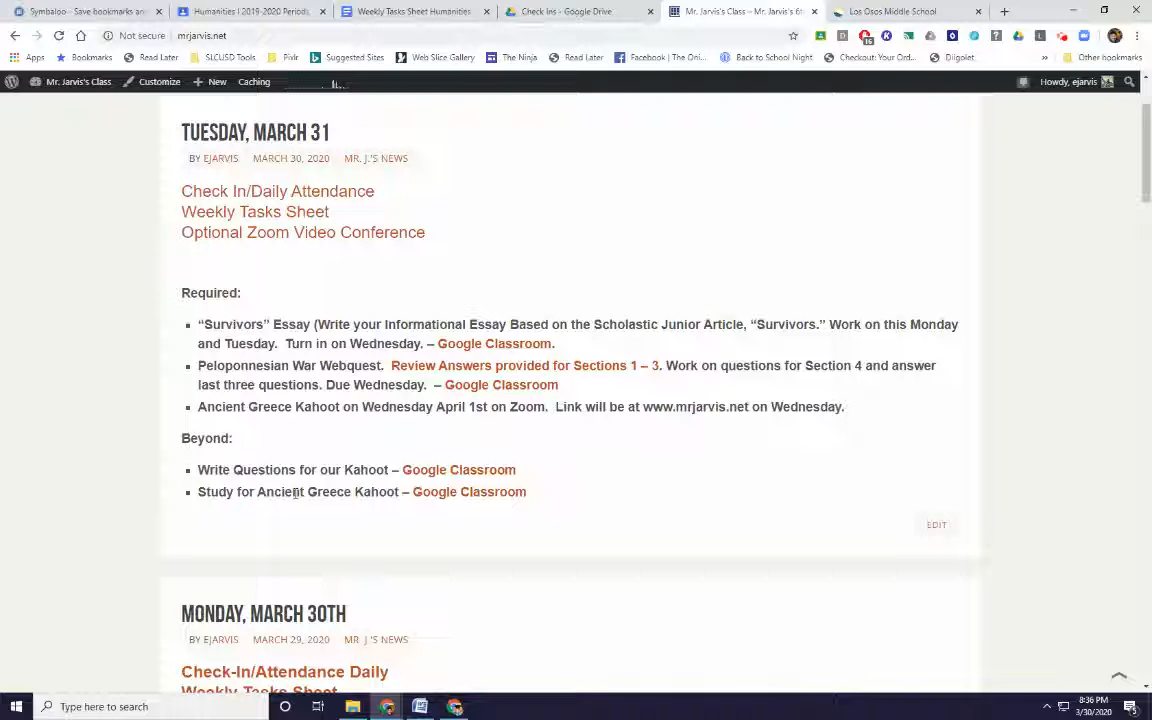 Symbaloo - Save bookmarks an
Humanities I 2019-2020 Period
Weekly Tasks Sheet Humanities
Check Ins - Google Drive
Mr. Jarvis's Class – Mr. Jarvis's 6t
Los Osos Middle School
Not secure | mrjarvis.net
Apps
Bookmarks
Read Later
SLCUSD Tools
Pixlr
Suggested Sites
Web Slice Gallery
The Ninja
Read Later
Facebook | The Oni...
Back to School Night
Checkout: Your Ord...
Diigolet
»
Other bookmarks
Mr. Jarvis's Class
Customize
+ New
Caching
Howdy, ejarvis
TUESDAY, MARCH 31
BY EJARVIS MARCH 30, 2020 MR. J.'S NEWS
Check In/Daily Attendance
Weekly Tasks Sheet
Optional Zoom Video Conference
Required:
“Survivors” Essay (Write your Informational Essay Based on the Scholastic Junior Article, “Survivors.” Work on this Monday
and Tuesday. Turn in on Wednesday. – Google Classroom.
Peloponnesian War Webquest. Review Answers provided for Sections 1 – 3. Work on questions for Section 4 and answer
last three questions. Due Wednesday. – Google Classroom
Ancient Greece Kahoot on Wednesday April 1st on Zoom. Link will be at www.mrjarvis.net on Wednesday.
Beyond:
Write Questions for our Kahoot – Google Classroom
Study for Ancient Greece Kahoot – Google Classroom
EDIT
MONDAY, MARCH 30TH
BY EJARVIS MARCH 29, 2020 MR. J.'S NEWS
Check-In/Attendance Daily
Weekly Tasks Sheet
Type here to search
8:36 PM
3/30/2020